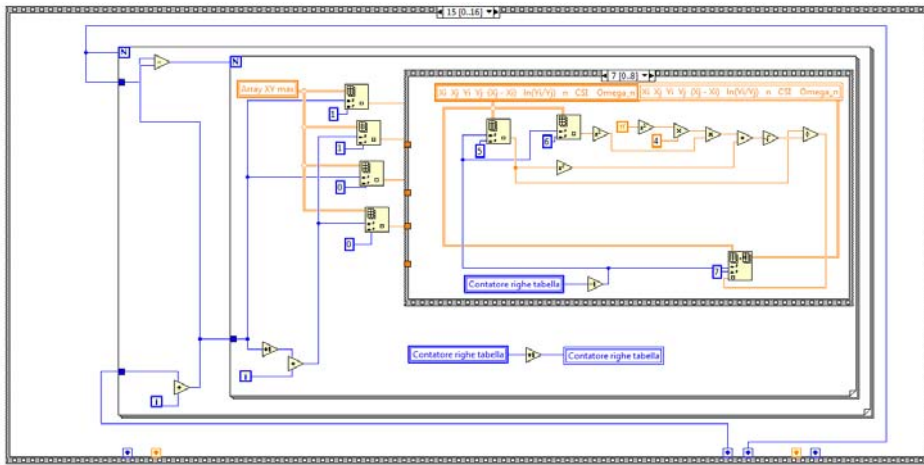 15 [0..16]
N
N
Array XY max
1
1
0
0
i
i
7 [0..8]
Xi Xj Yi Yj (Xj - Xi) ln(Yi/Yj) n CSI Omega_n
Xi Xj Yi Yj (Xj - Xi) ln(Yi/Yj) n CSI Omega_n
5
6
π
4
7
Contatore righe tabella
Contatore righe tabella
Contatore righe tabella